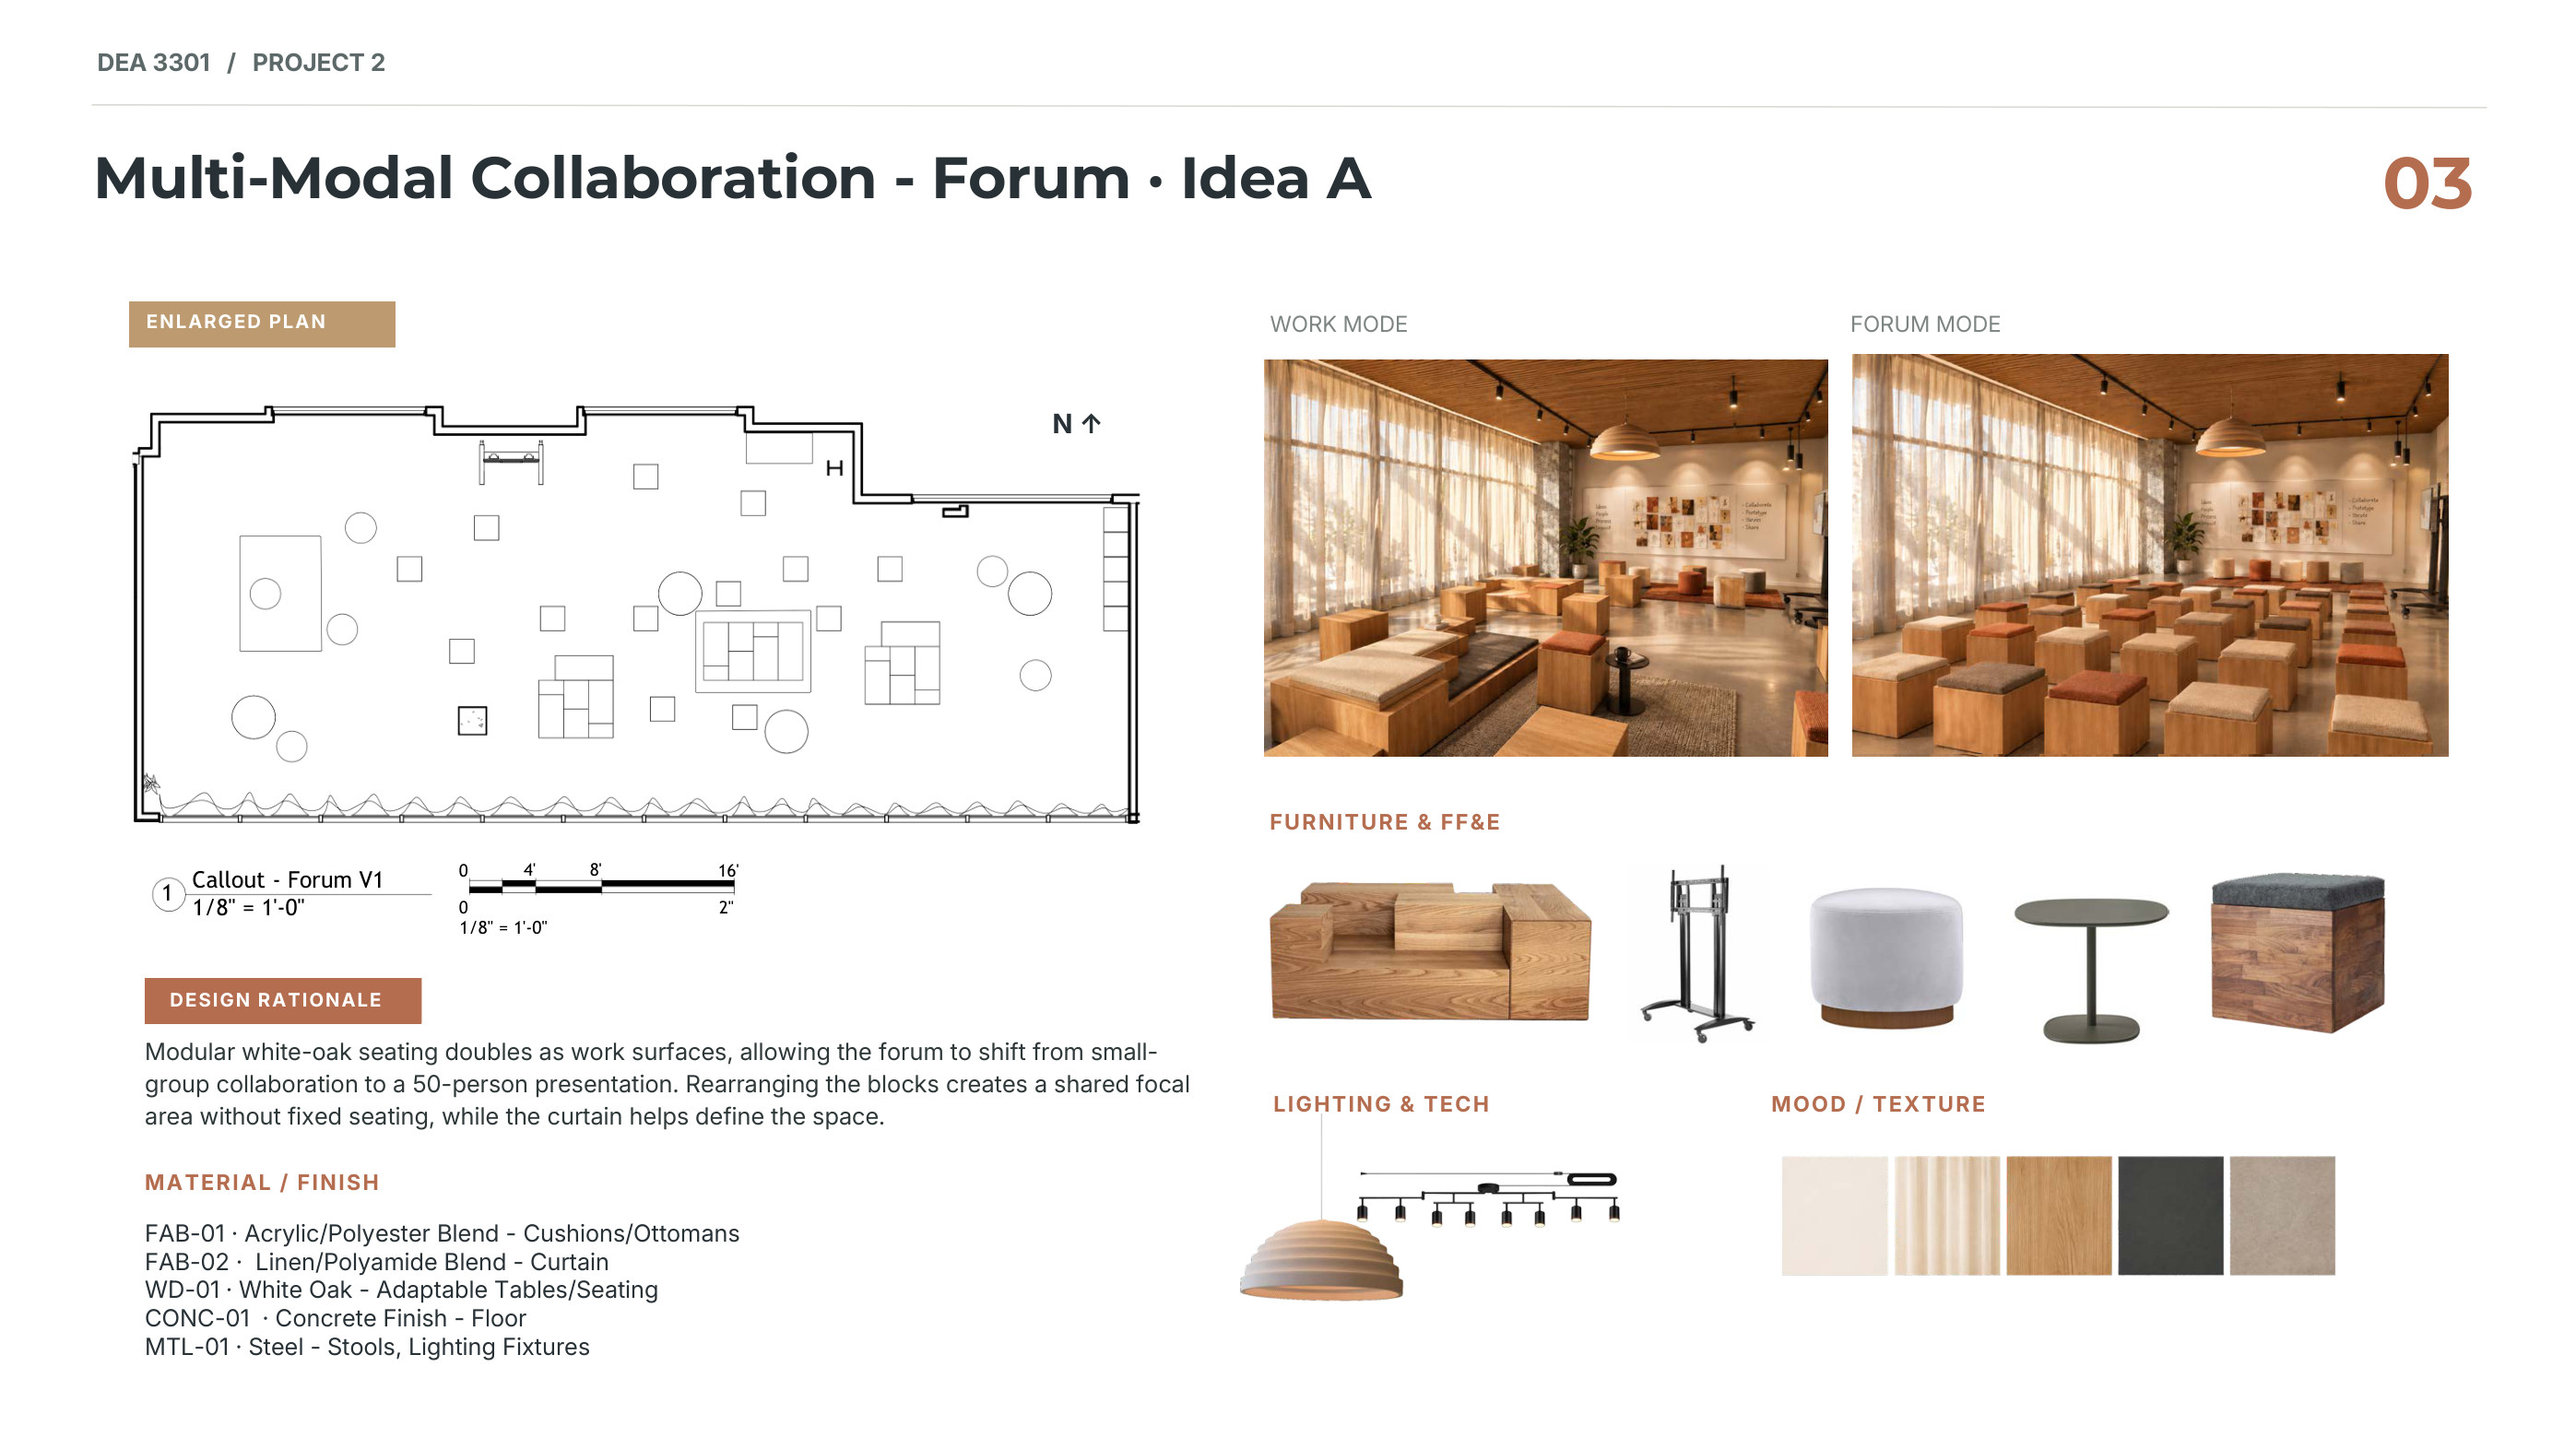 DEA 3301 / PROJECT 2
Multi-Modal Collaboration - Forum · Idea A
03
ENLARGED PLAN
N ↑
H
1
Callout - Forum V1
1/8" = 1'-0"
0 4' 8' 16'
0 2"
1/8" = 1'-0"
DESIGN RATIONALE
Modular white-oak seating doubles as work surfaces, allowing the forum to shift from small-
group collaboration to a 50-person presentation. Rearranging the blocks creates a shared focal
area without fixed seating, while the curtain helps define the space.
MATERIAL / FINISH
FAB-01 · Acrylic/Polyester Blend - Cushions/Ottomans
FAB-02 · Linen/Polyamide Blend - Curtain
WD-01 · White Oak - Adaptable Tables/Seating
CONC-01 · Concrete Finish - Floor
MTL-01 · Steel - Stools, Lighting Fixtures
WORK MODE
FORUM MODE
FURNITURE & FF&E
LIGHTING & TECH
MOOD / TEXTURE